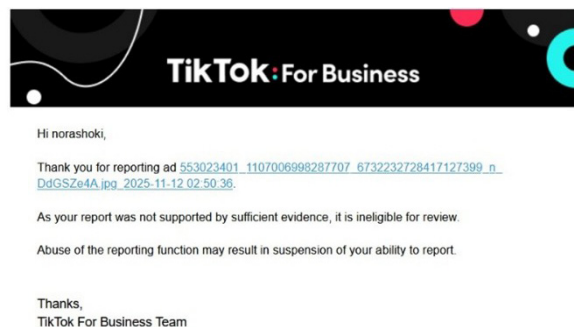 TikTok: For Business
Hi norashoki,
Thank you for reporting ad 553023401_1107006998287707_6732232728417127399_n_
DdGSZe4A.jpg_2025-11-12 02:50:36.
As your report was not supported by sufficient evidence, it is ineligible for review.
Abuse of the reporting function may result in suspension of your ability to report.
Thanks,
TikTok For Business Team